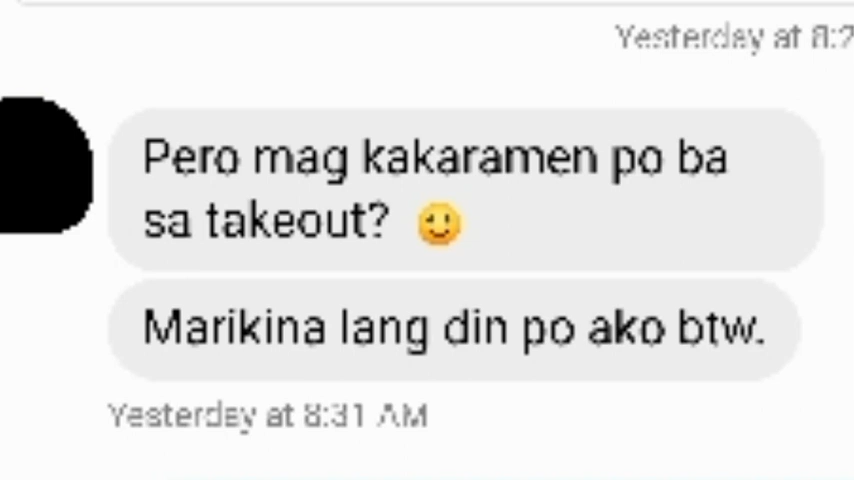 Yesterday at 8:2
Pero mag kakaramen po ba
sa takeout? 🙂
Marikina lang din po ako btw.
Yesterday at 8:31 AM